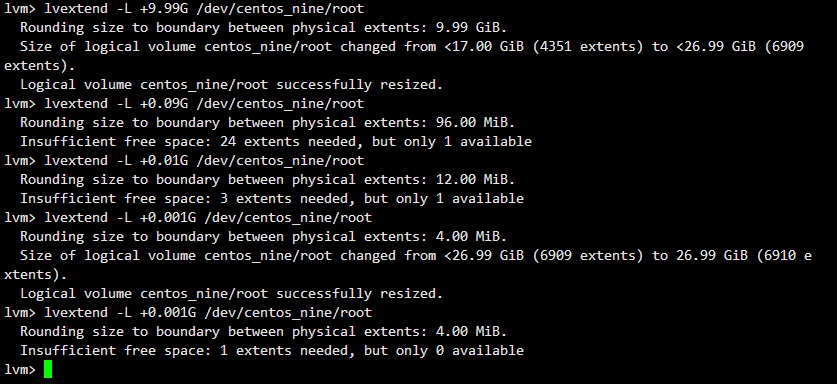 lvm> lvextend -L +9.99G /dev/centos_nine/root
  Rounding size to boundary between physical extents: 9.99 GiB.
  Size of logical volume centos_nine/root changed from <17.00 GiB (4351 extents) to <26.99 GiB (6909
extents).
  Logical volume centos_nine/root successfully resized.
lvm> lvextend -L +0.09G /dev/centos_nine/root
  Rounding size to boundary between physical extents: 96.00 MiB.
  Insufficient free space: 24 extents needed, but only 1 available
lvm> lvextend -L +0.01G /dev/centos_nine/root
  Rounding size to boundary between physical extents: 12.00 MiB.
  Insufficient free space: 3 extents needed, but only 1 available
lvm> lvextend -L +0.001G /dev/centos_nine/root
  Rounding size to boundary between physical extents: 4.00 MiB.
  Size of logical volume centos_nine/root changed from <26.99 GiB (6909 extents) to 26.99 GiB (6910 e
xtents).
  Logical volume centos_nine/root successfully resized.
lvm> lvextend -L +0.001G /dev/centos_nine/root
  Rounding size to boundary between physical extents: 4.00 MiB.
  Insufficient free space: 1 extents needed, but only 0 available
lvm>